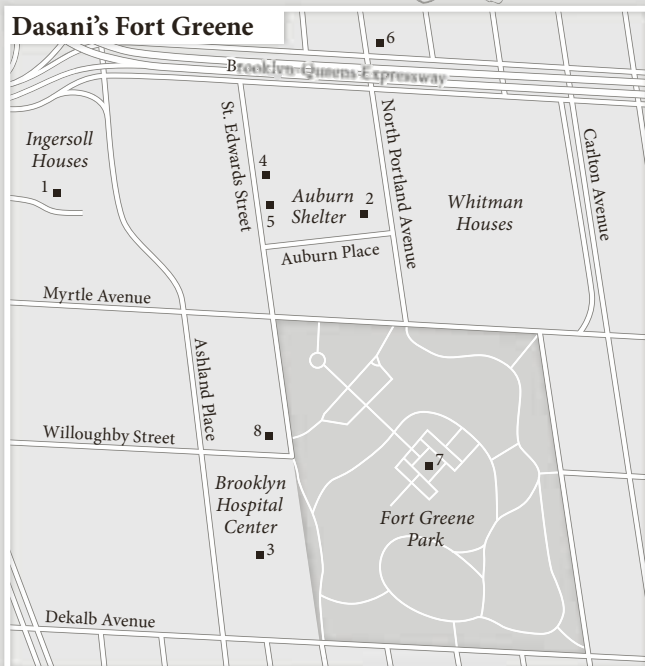 Dasani's Fort Greene
6
Brooklyn-Queens Expressway
Ingersoll
Houses
1
St. Edwards Street
4
5
Auburn
Shelter
2
North Portland Avenue
Whitman
Houses
Carlton Avenue
Auburn Place
Myrtle Avenue
Ashland Place
Willoughby Street
8
7
Brooklyn
Hospital
Center
3
Fort Greene
Park
Dekalb Avenue